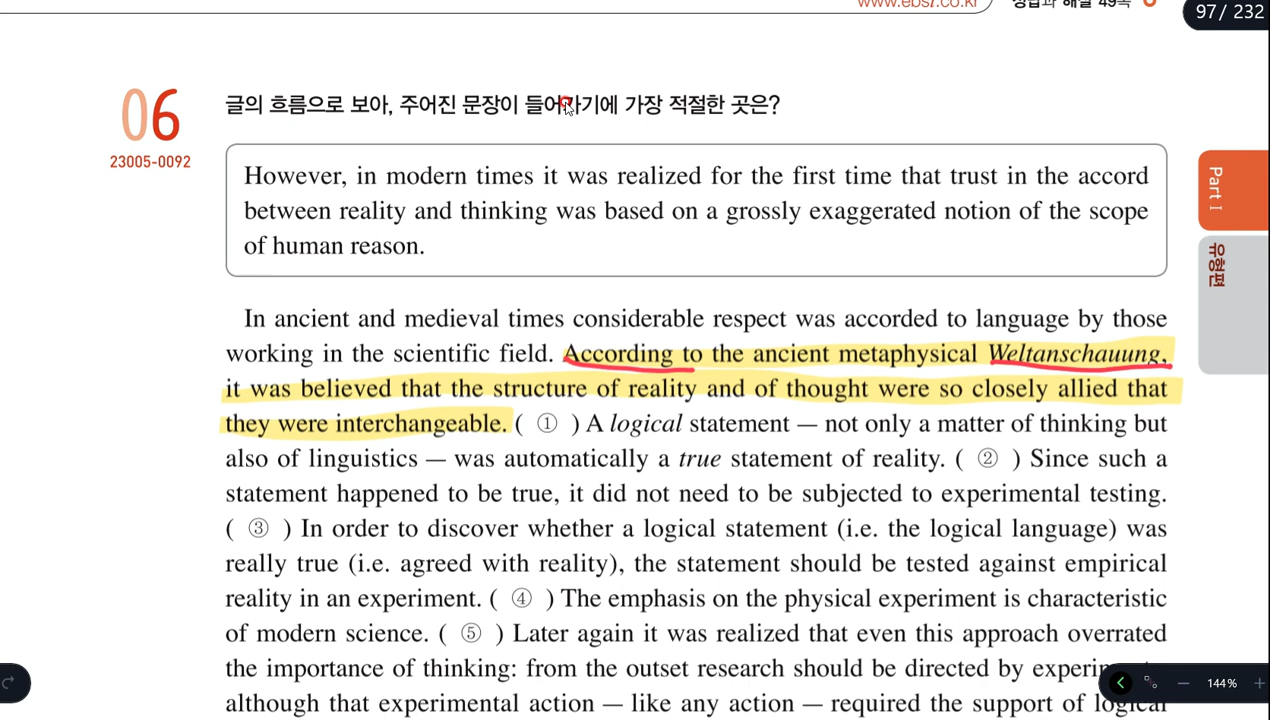 www.ebsi.co.kr
97/ 232
06
글의 흐름으로 보아, 주어진 문장이 들어가기에 가장 적절한 곳은?
23005-0092
However, in modern times it was realized for the first time that trust in the accord
between reality and thinking was based on a grossly exaggerated notion of the scope
of human reason.
Part I
유형편
In ancient and medieval times considerable respect was accorded to language by those
working in the scientific field. According to the ancient metaphysical Weltanschauung,
it was believed that the structure of reality and of thought were so closely allied that
they were interchangeable. ( ① ) A logical statement — not only a matter of thinking but
also of linguistics — was automatically a true statement of reality. ( ② ) Since such a
statement happened to be true, it did not need to be subjected to experimental testing.
( ③ ) In order to discover whether a logical statement (i.e. the logical language) was
really true (i.e. agreed with reality), the statement should be tested against empirical
reality in an experiment. ( ④ ) The emphasis on the physical experiment is characteristic
of modern science. ( ⑤ ) Later again it was realized that even this approach overrated
the importance of thinking: from the outset research should be directed by
although that experimental action — like any action — required the support of logical
144%